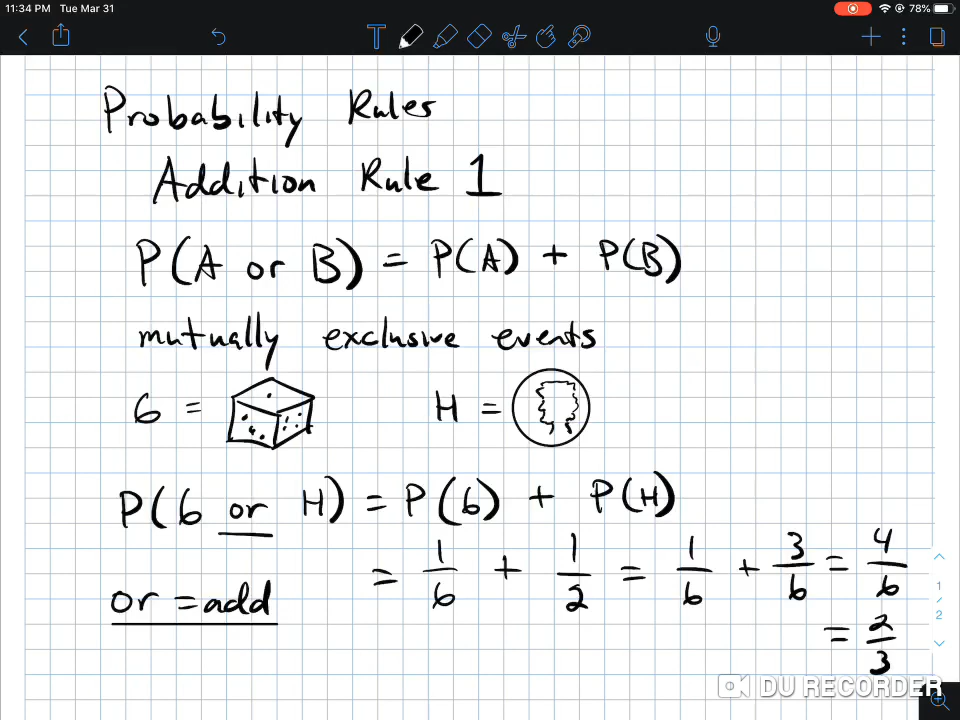 11:34 PM Tue Mar 31
78%
T
Probability Rules
Addition Rule 1
P(A or B) = P(A) + P(B)
mutually exclusive events
6 =
H =
P(6 or H) = P(6) + P(H)
= 1/6 + 1/2 = 1/6 + 3/6 = 4/6
or = add
= 2/3
1
/
2
DU RECORDER